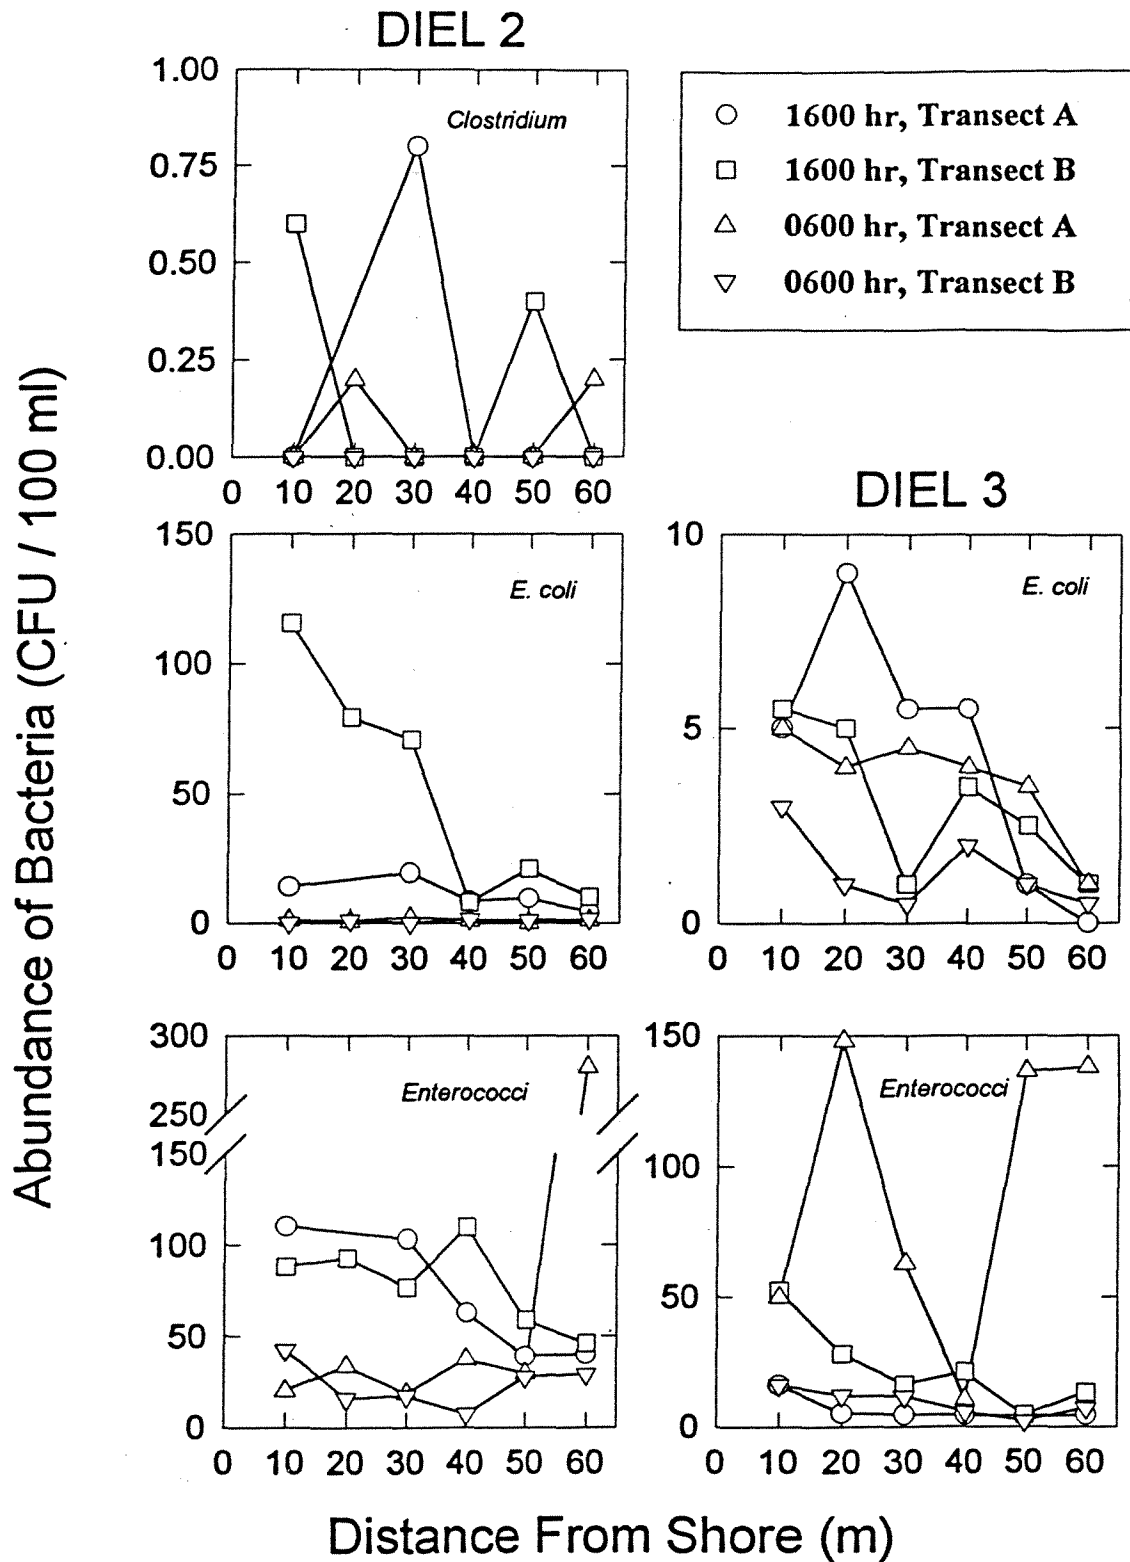 DIEL 2
1.00
0.75
0.50
0.25
0.00
Clostridium
0 10 20 30 40 50 60
1600 hr, Transect A
1600 hr, Transect B
0600 hr, Transect A
0600 hr, Transect B
Abundance of Bacteria (CFU / 100 ml)
150
100
50
0
E. coli
0 10 20 30 40 50 60
DIEL 3
10
5
0
E. coli
0 10 20 30 40 50 60
300
250
150
100
50
0
Enterococci
0 10 20 30 40 50 60
150
100
50
0
Enterococci
0 10 20 30 40 50 60
Distance From Shore (m)